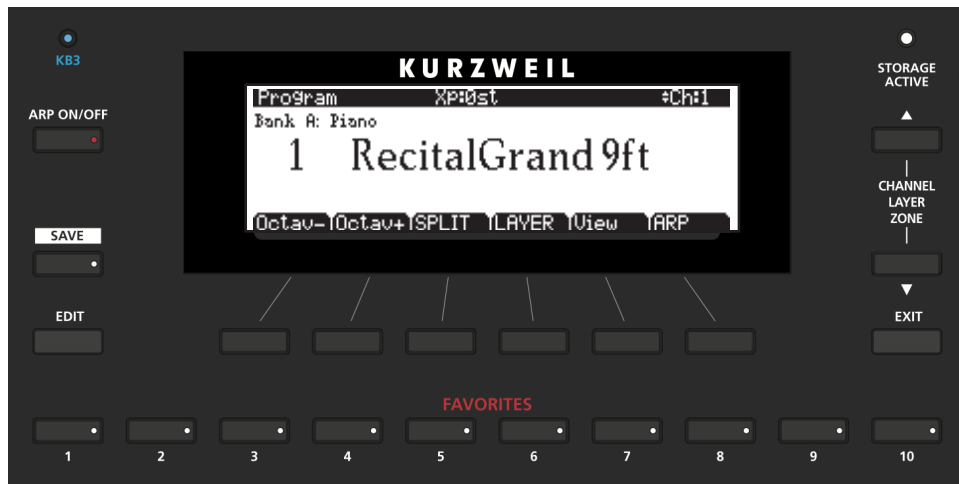 KB3
STORAGE
ACTIVE
KURZWEIL
Program Xp:0st ÷Ch:1
Bank A: Piano
1 RecitalGrand 9ft
Octav- Octav+ SPLIT LAYER View ARP
ARP ON/OFF
CHANNEL
LAYER
ZONE
SAVE
EDIT
EXIT
FAVORITES
1 2 3 4 5 6 7 8 9 10